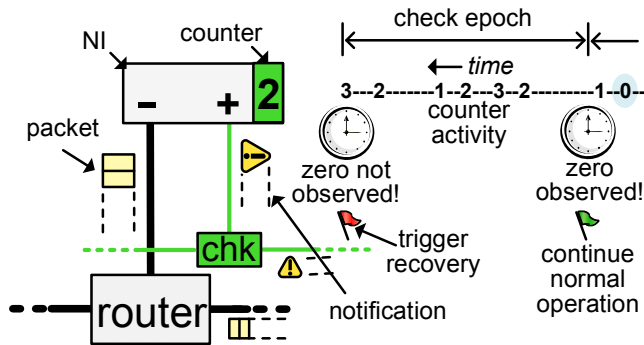 NI
counter
check epoch
time
- + 2
3---2-------1---2---3---2--------1---0---
packet
counter
activity
zero not
observed!
zero
observed!
chk
trigger
recovery
continue
normal
operation
router
notification